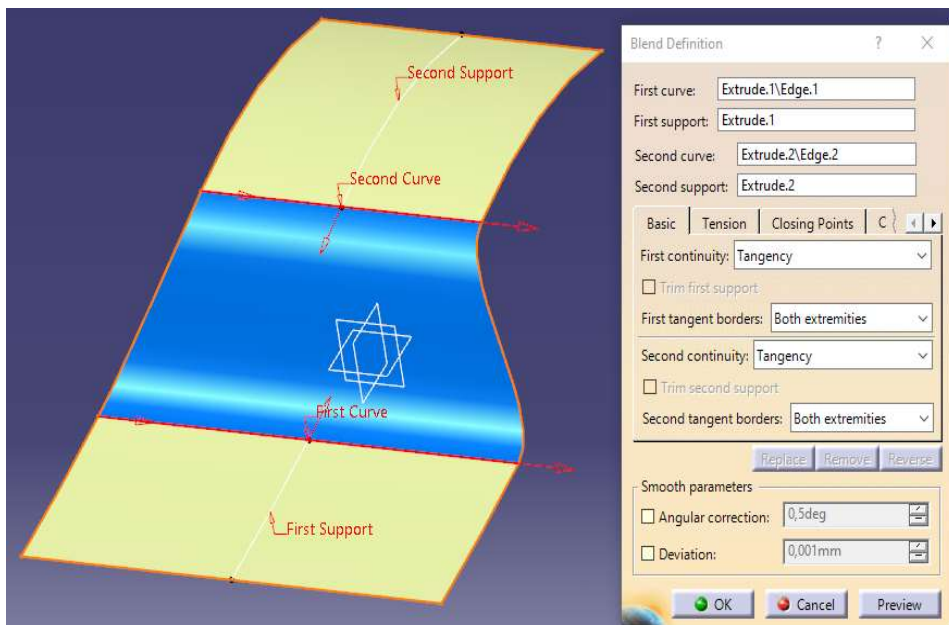 Second Support
Second Curve
First Curve
First Support
Blend Definition
?
First curve: Extrude.1\Edge.1
First support: Extrude.1
Second curve: Extrude.2\Edge.2
Second support: Extrude.2
Basic Tension Closing Points C
First continuity: Tangency
Trim first support
First tangent borders: Both extremities
Second continuity: Tangency
Trim second support
Second tangent borders: Both extremities
Replace Remove Reverse
Smooth parameters
Angular correction: 0,5deg
Deviation: 0,001mm
OK Cancel Preview